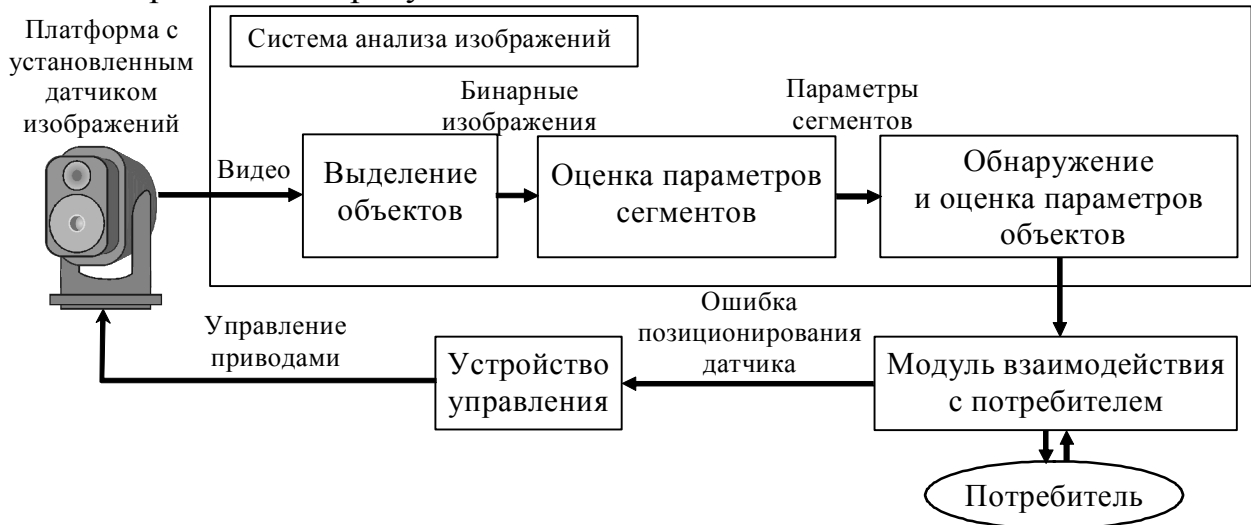 Платформа с
установленным
датчиком
изображений
Система анализа изображений
Видео
Выделение
объектов
Бинарные
изображения
Оценка параметров
сегментов
Параметры
сегментов
Обнаружение
и оценка параметров
объектов
Управление
приводами
Устройство
управления
Ошибка
позиционирования
датчика
Модуль взаимодействия
с потребителем
Потребитель